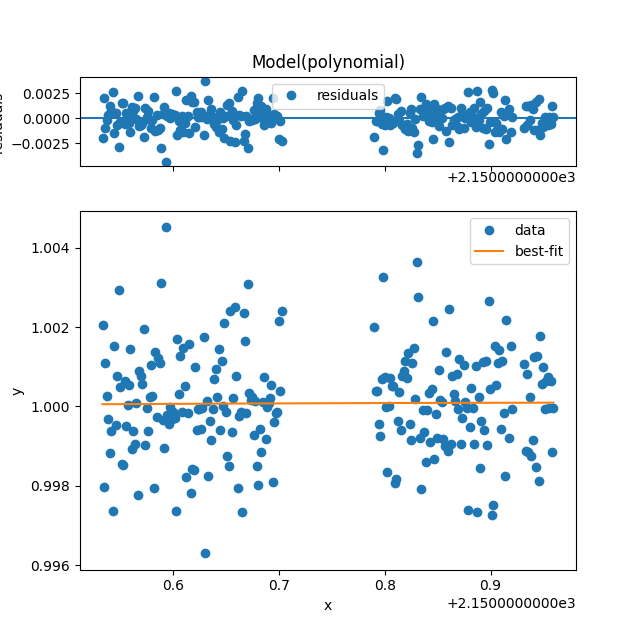 Model(polynomial)
0.0025
0.0000
−0.0025
residuals
+2.1500000000e3
1.004
1.002
1.000
0.998
0.996
y
data
best-fit
0.6 0.7 0.8 0.9
x
+2.1500000000e3